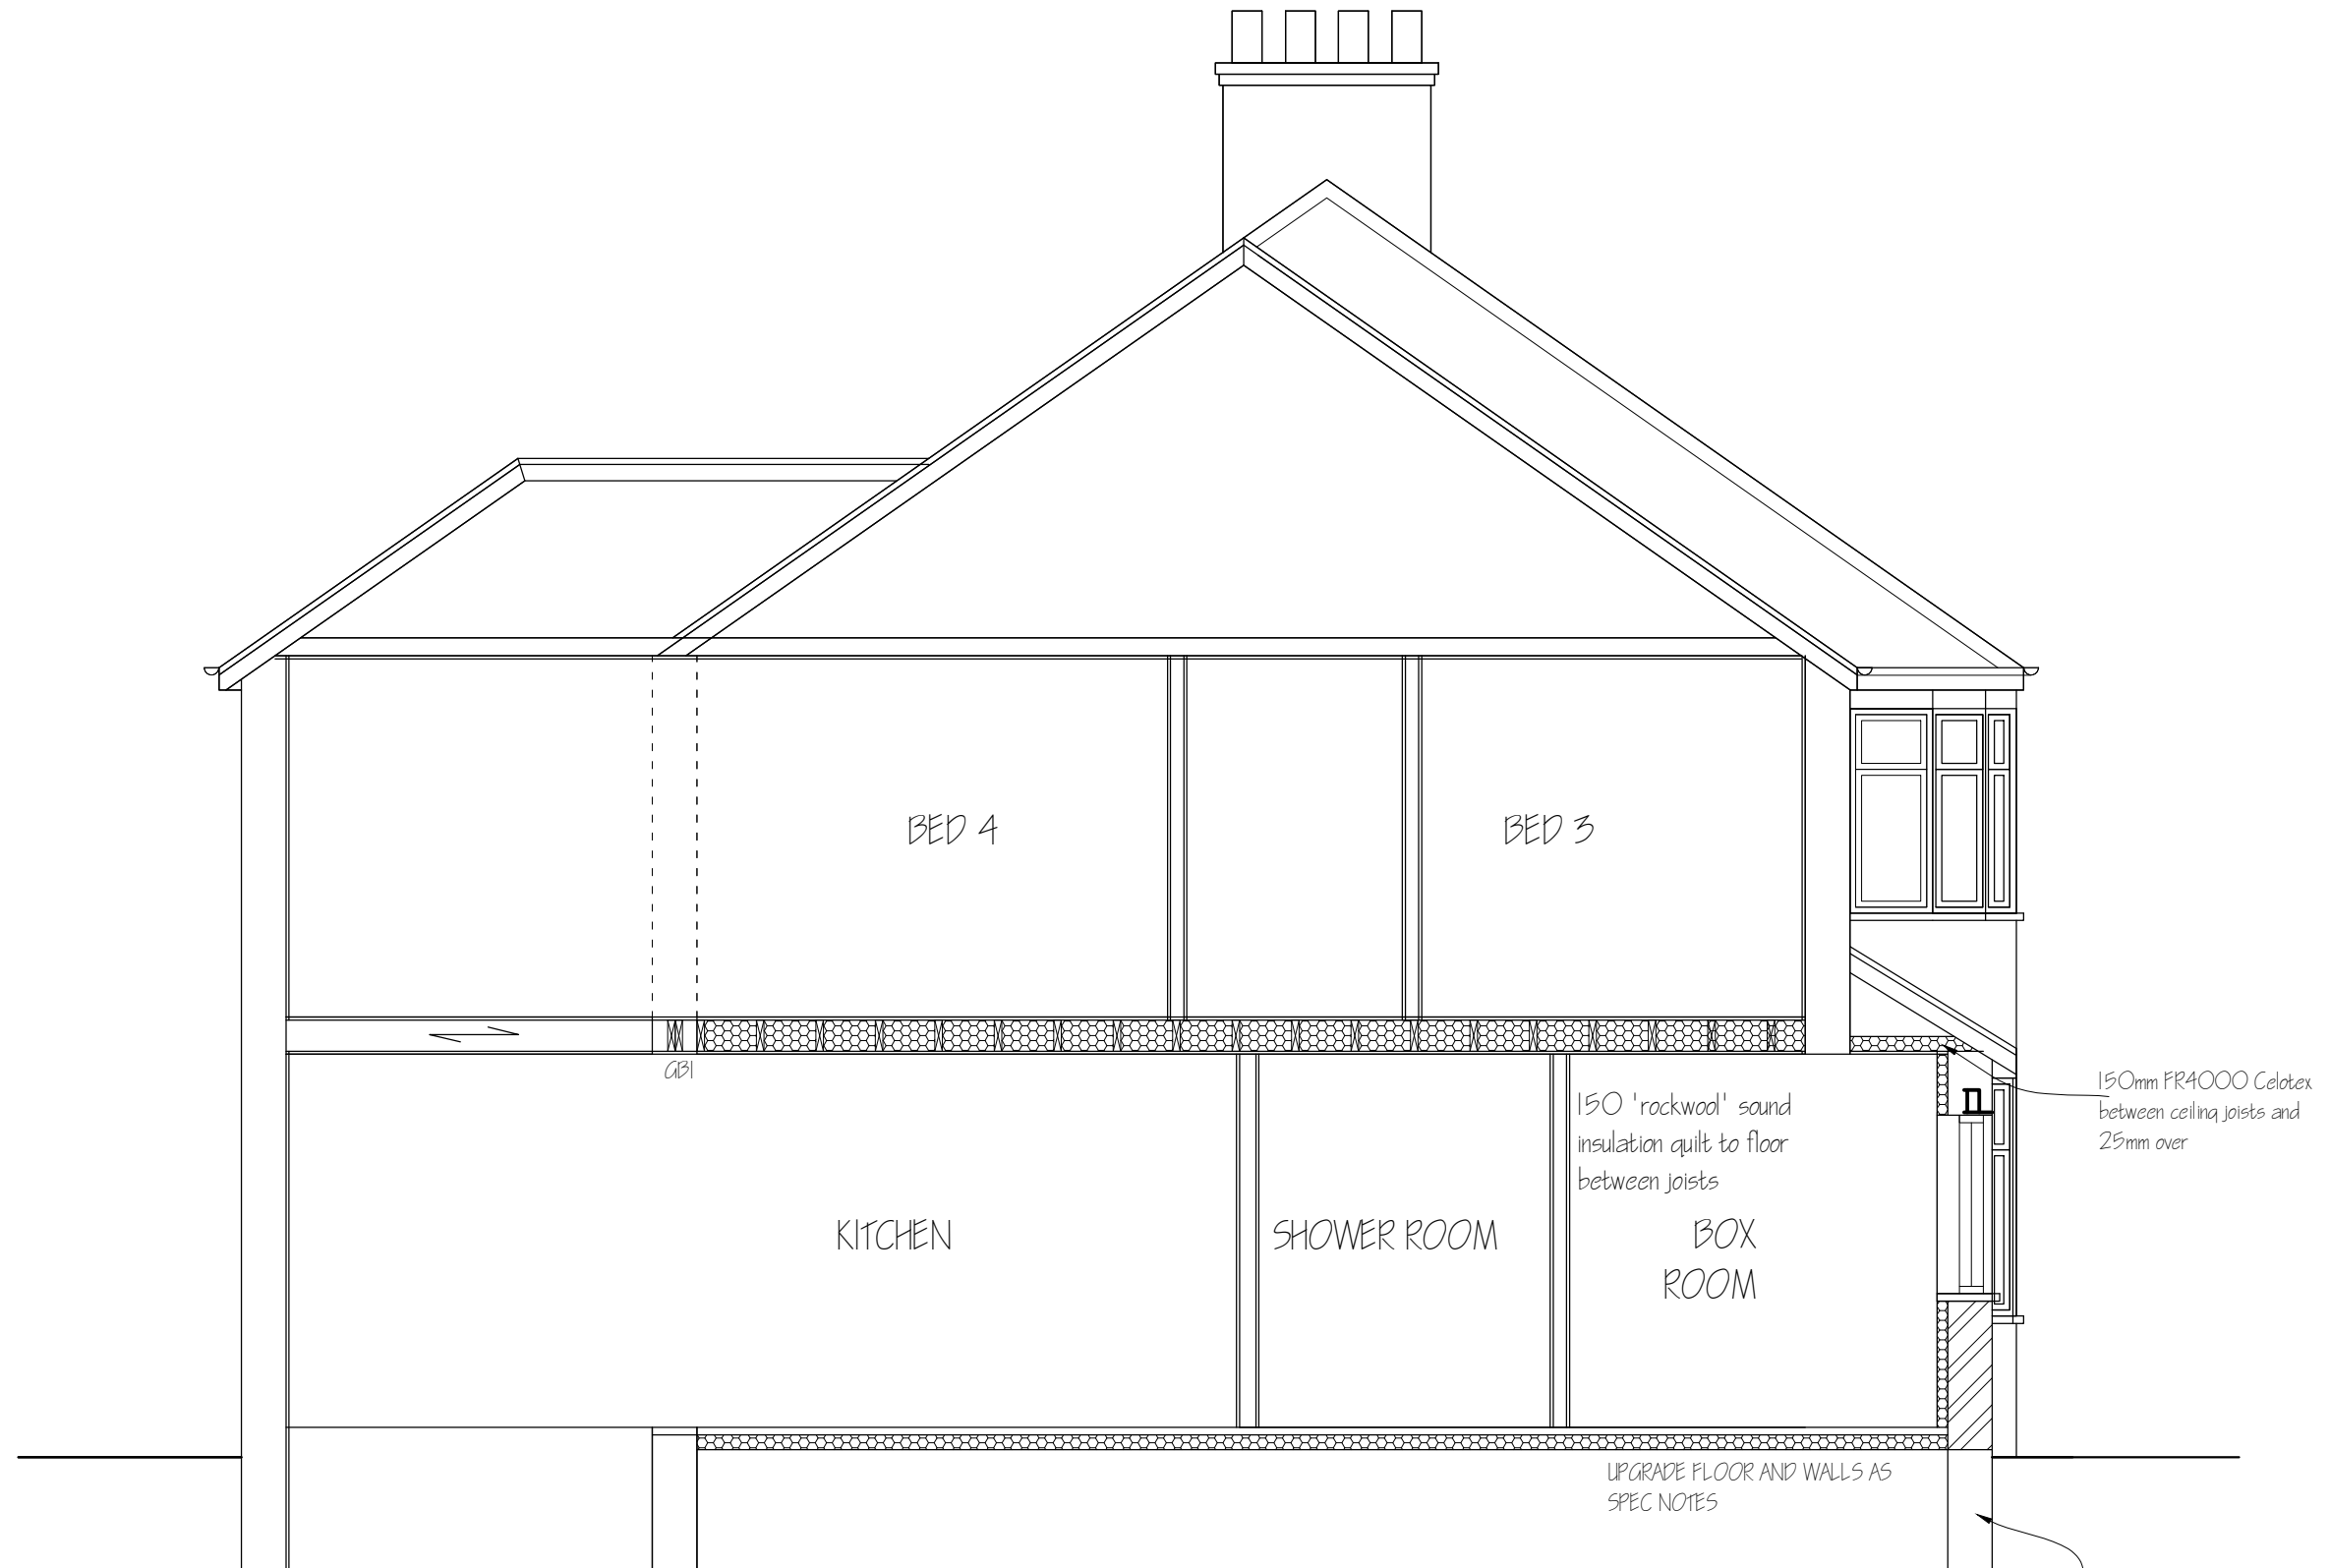 BED 4
BED 3
GB1
150mm FR4000 Celotex
between ceiling joists and
25mm over
150 'rockwool' sound
insulation quilt to floor
between joists
KITCHEN
SHOWER ROOM
BOX
ROOM
UPGRADE FLOOR AND WALLS AS
SPEC NOTES